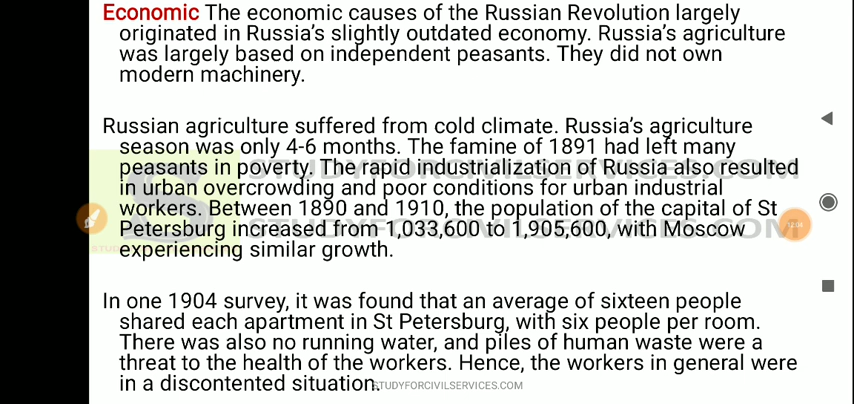 Economic The economic causes of the Russian Revolution largely
originated in Russia's slightly outdated economy. Russia's agriculture
was largely based on independent peasants. They did not own
modern machinery.
Russian agriculture suffered from cold climate. Russia's agriculture
season was only 4-6 months. The famine of 1891 had left many
peasants in poverty. The rapid industrialization of Russia also resulted
in urban overcrowding and poor conditions for urban industrial
workers. Between 1890 and 1910, the population of the capital of St
Petersburg increased from 1,033,600 to 1,905,600, with Moscow
experiencing similar growth.
In one 1904 survey, it was found that an average of sixteen people
shared each apartment in St Petersburg, with six people per room.
There was also no running water, and piles of human waste were a
threat to the health of the workers. Hence, the workers in general were
in a discontented situation.
STUDYFORCIVILSERVICES.COM